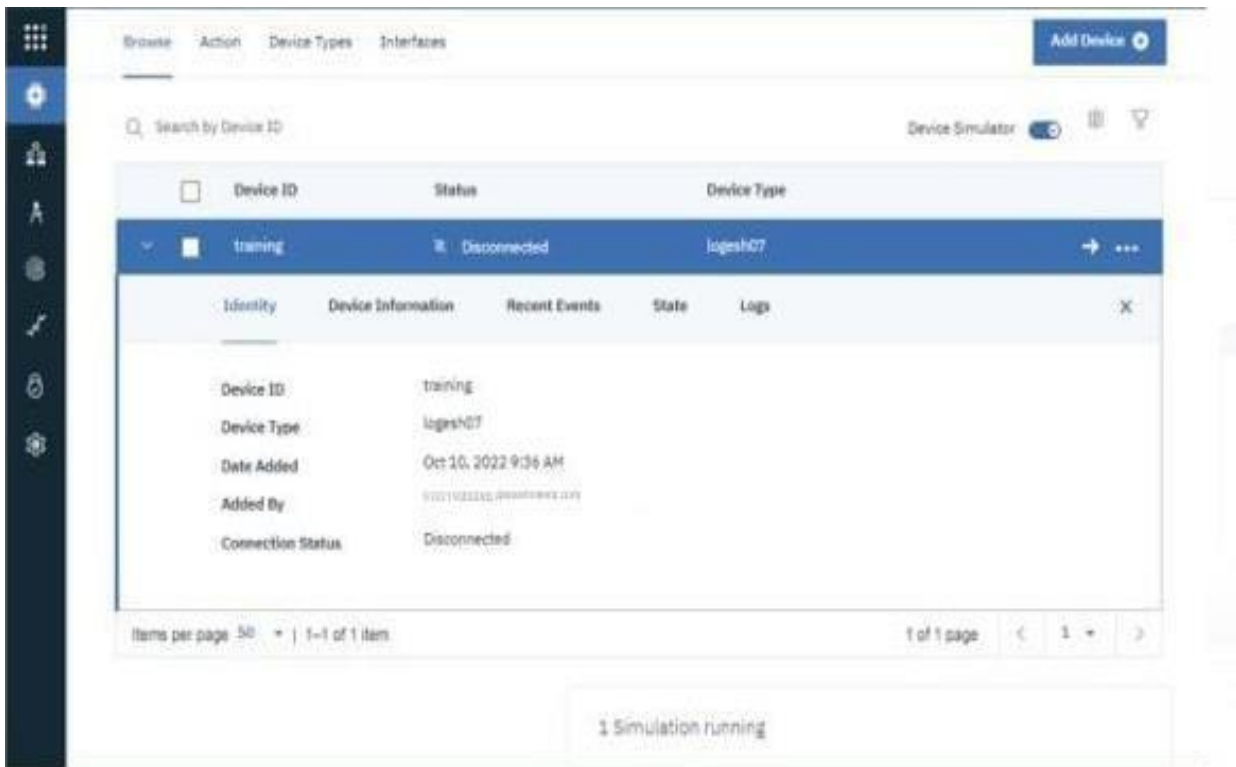 Browse Action Device Types Interfaces Add Device
Search by Device ID Device Simulator
Device ID Status Device Type
training Disconnected logesh07
Identity Device Information Recent Events State Logs
Device ID training
Device Type logesh07
Date Added Oct 10, 2022 9:36 AM
Added By
Connection Status Disconnected
Items per page 50 | 1–1 of 1 item 1 of 1 page 1
1 Simulation running